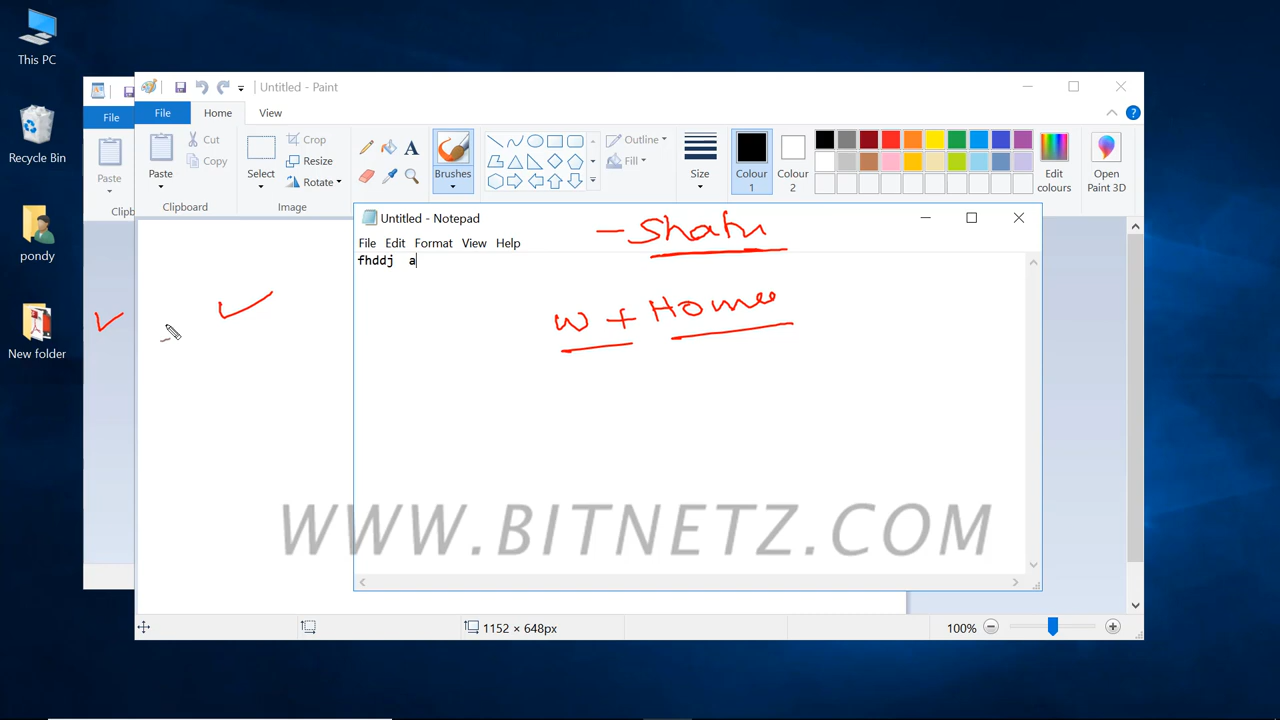 This PC
Recycle Bin
pondy
New folder
Untitled - Paint
File
File Home View
Paste
Clipb
Paste
Cut
Copy
Clipboard
Select
Crop
Resize
Rotate
Image
Brushes
Outline
Fill
Size
Colour 1
Colour 2
Edit colours
Open Paint 3D
Untitled - Notepad
File Edit Format View Help
fhddj a
W + Home
WWW.BITNETZ.COM
1152 × 648px
100%